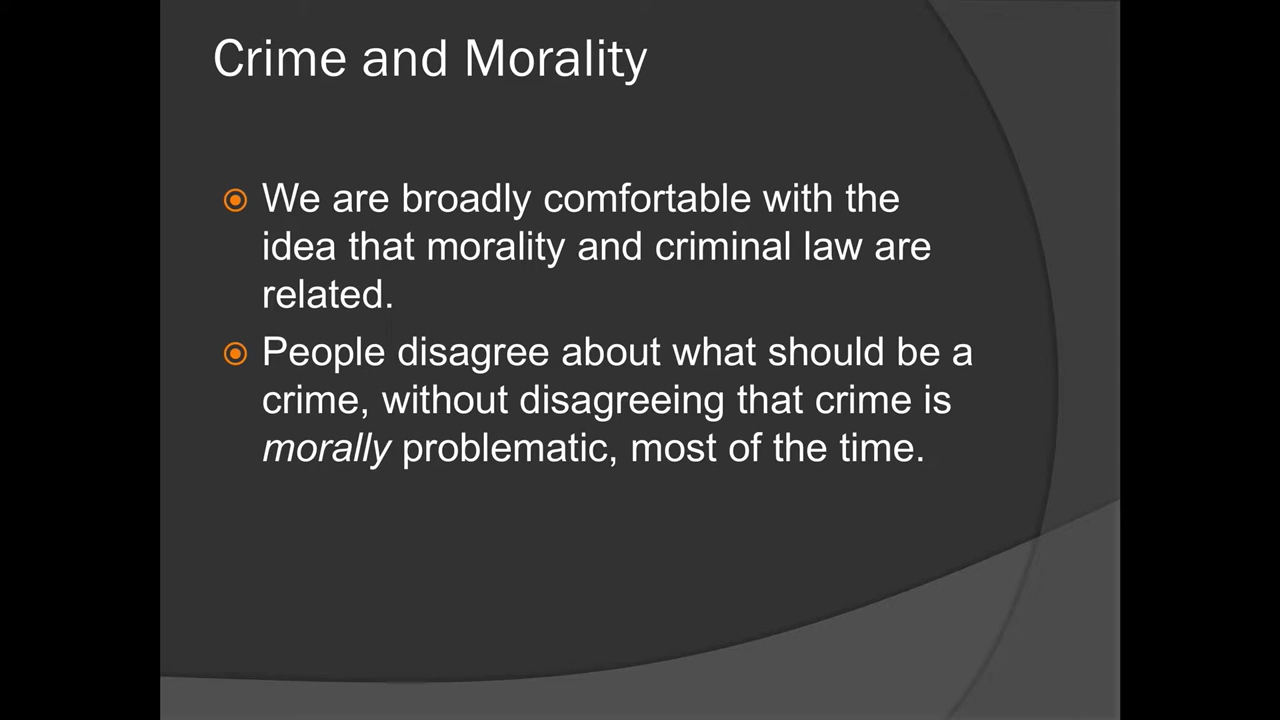 Crime and Morality
We are broadly comfortable with the
idea that morality and criminal law are
related.
People disagree about what should be a
crime, without disagreeing that crime is
morally problematic, most of the time.